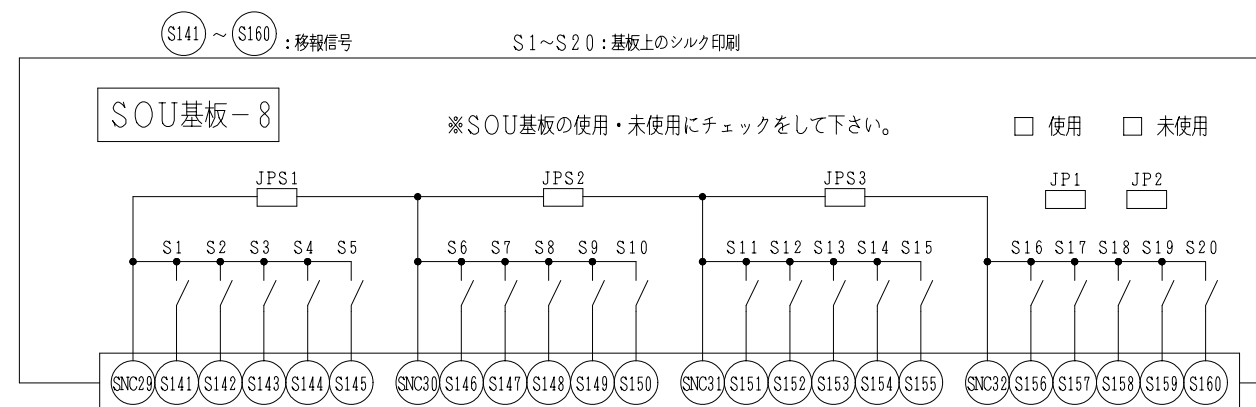 S141 ～ S160 ：移報信号 S1～S20：基板上のシルク印刷
SOU基板－8
※SOU基板の使用・未使用にチェックをして下さい。 □ 使用 □ 未使用
JPS1 JPS2 JPS3 JP1 JP2
S1 S2 S3 S4 S5 S6 S7 S8 S9 S10 S11 S12 S13 S14 S15 S16 S17 S18 S19 S20
SNC29 S141 S142 S143 S144 S145 SNC30 S146 S147 S148 S149 S150 SNC31 S151 S152 S153 S154 S155 SNC32 S156 S157 S158 S159 S160